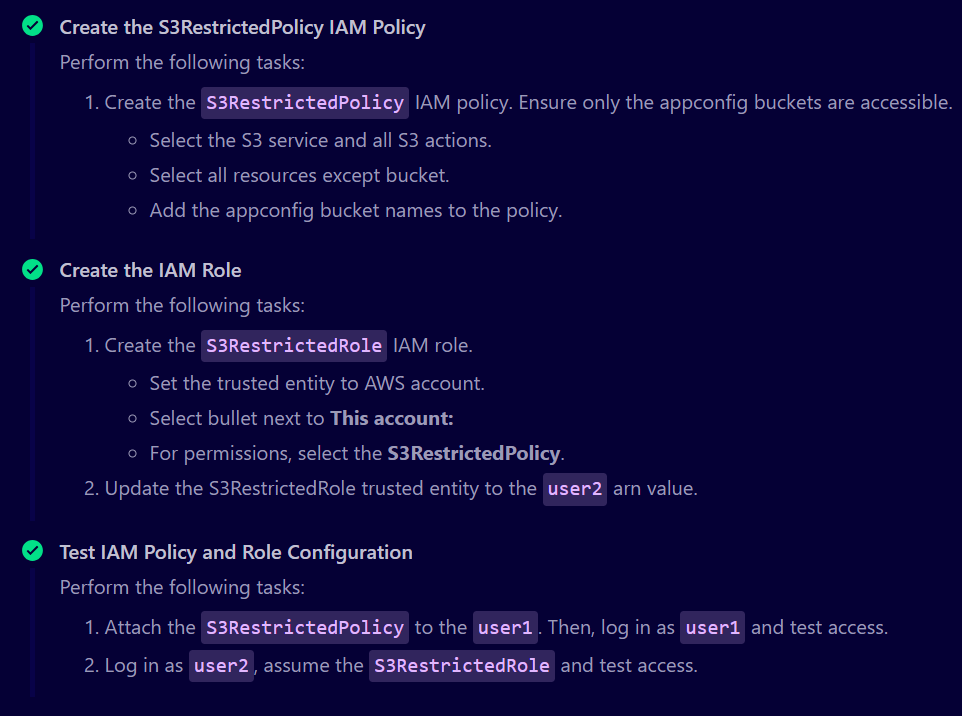 Create the S3RestrictedPolicy IAM Policy
Perform the following tasks:
1. Create the S3RestrictedPolicy IAM policy. Ensure only the appconfig buckets are accessible.
Select the S3 service and all S3 actions.
Select all resources except bucket.
Add the appconfig bucket names to the policy.
Create the IAM Role
Perform the following tasks:
1. Create the S3RestrictedRole IAM role.
Set the trusted entity to AWS account.
Select bullet next to This account:
For permissions, select the S3RestrictedPolicy.
2. Update the S3RestrictedRole trusted entity to the user2 arn value.
Test IAM Policy and Role Configuration
Perform the following tasks:
1. Attach the S3RestrictedPolicy to the user1. Then, log in as user1 and test access.
2. Log in as user2, assume the S3RestrictedRole and test access.